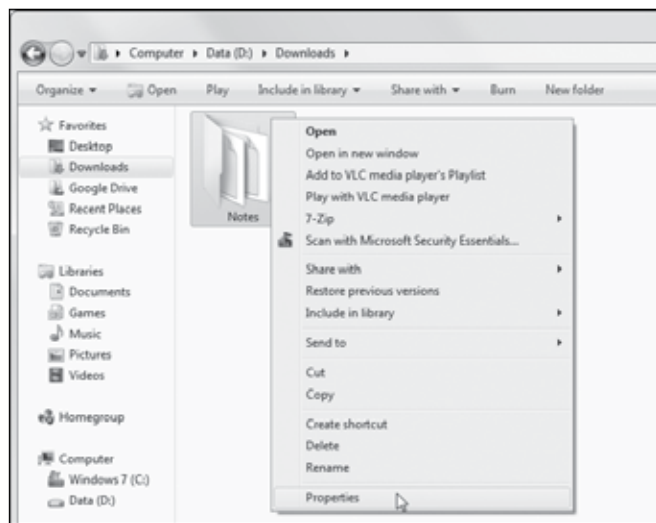 Computer ▸ Data (D:) ▸ Downloads ▸
Organize ▾ Open Play Include in library ▾ Share with ▾ Burn New folder
Favorites
Desktop
Downloads
Google Drive
Recent Places
Recycle Bin
Libraries
Documents
Games
Music
Pictures
Videos
Homegroup
Computer
Windows 7 (C:)
Data (D:)
Notes
Open
Open in new window
Add to VLC media player's Playlist
Play with VLC media player
7-Zip
Scan with Microsoft Security Essentials...
Share with
Restore previous versions
Include in library
Send to
Cut
Copy
Create shortcut
Delete
Rename
Properties